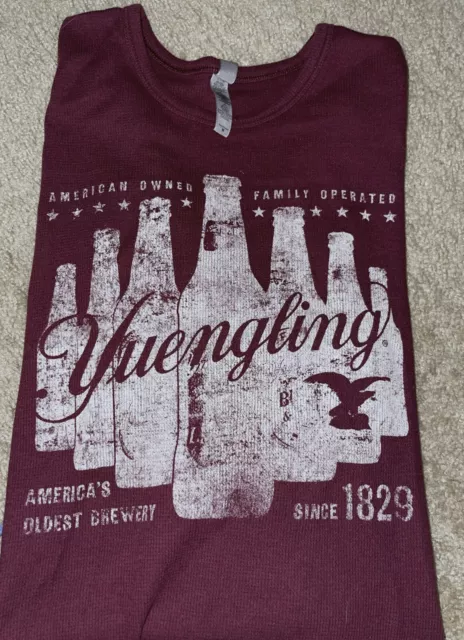 AMERICAN OWNED FAMILY OPERATED
Yuengling
AMERICA'S
OLDEST BREWERY
SINCE 1829